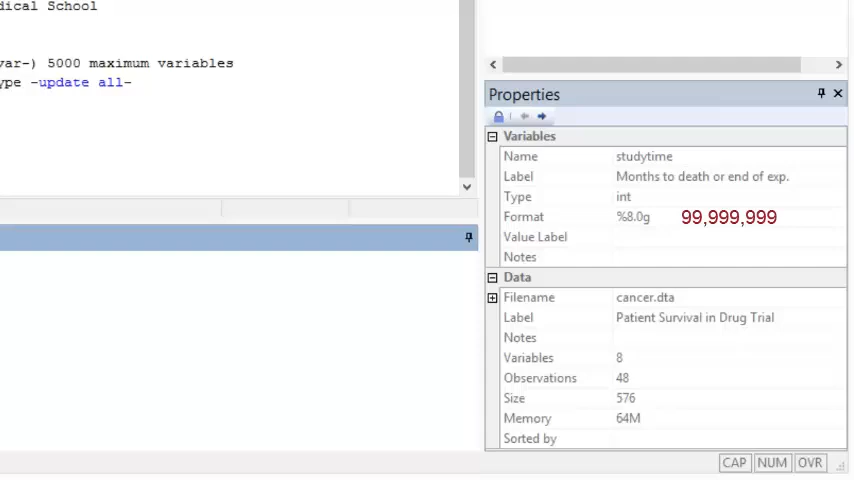 dical School
var-) 5000 maximum variables
ype -update all-
Properties
Variables
Name studytime
Label Months to death or end of exp.
Type int
Format %8.0g 99,999,999
Value Label
Notes
Data
Filename cancer.dta
Label Patient Survival in Drug Trial
Notes
Variables 8
Observations 48
Size 576
Memory 64M
Sorted by
CAP NUM OVR